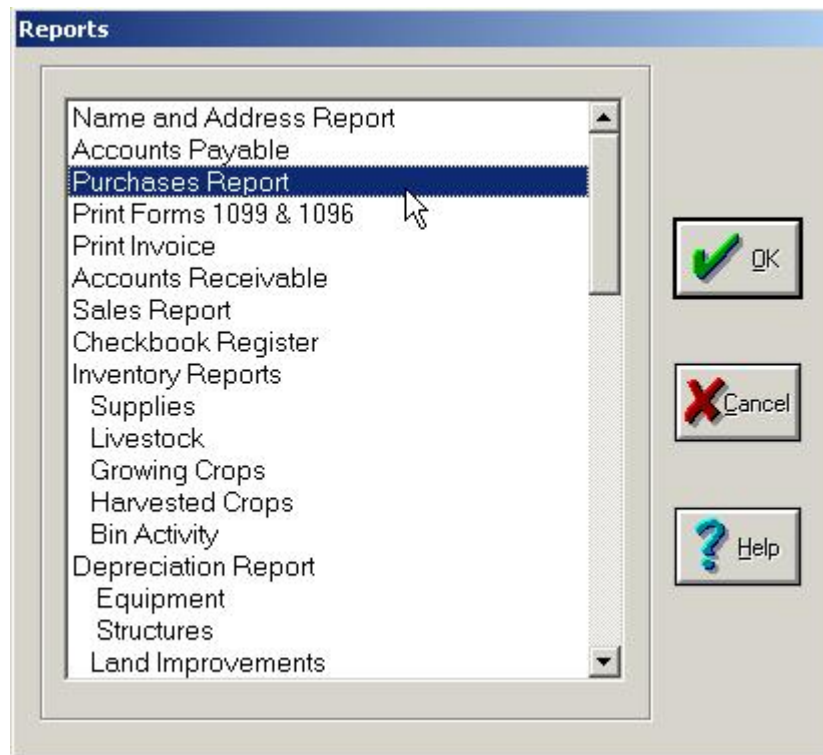 Reports
Name and Address Report
Accounts Payable
Purchases Report
Print Forms 1099 & 1096
Print Invoice
Accounts Receivable
Sales Report
Checkbook Register
Inventory Reports
Supplies
Livestock
Growing Crops
Harvested Crops
Bin Activity
Depreciation Report
Equipment
Structures
Land Improvements
OK
Cancel
Help